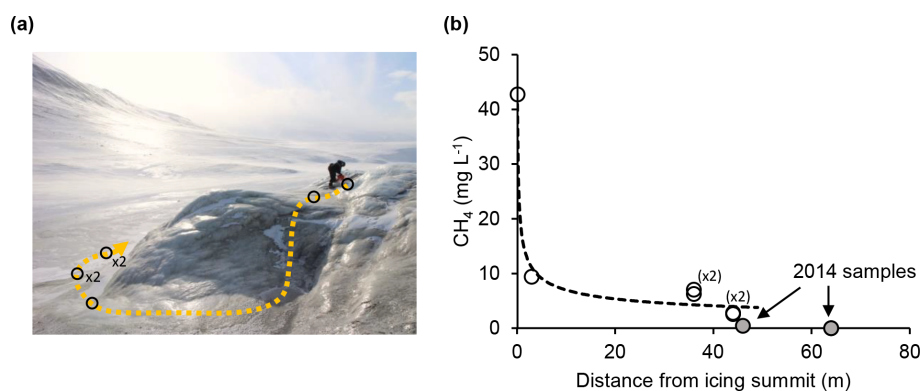 (a)
x2
x2
(b)
50
40
30
20
10
0
CH₄ (mg L⁻¹)
(x2)
(x2)
2014 samples
0 20 40 60 80
Distance from icing summit (m)